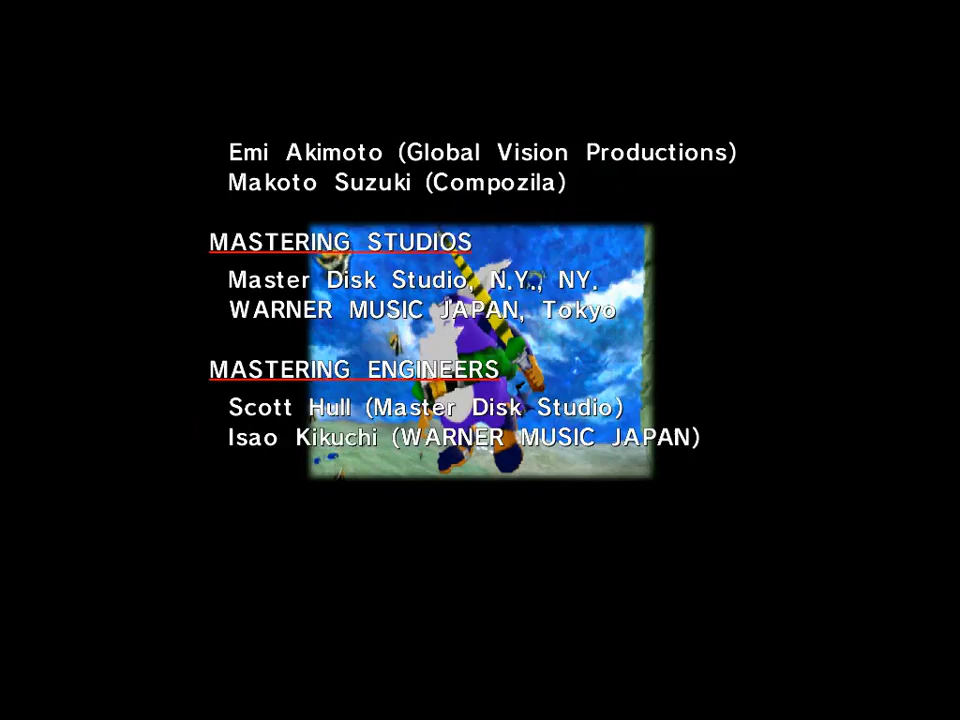 Emi Akimoto (Global Vision Productions)
Makoto Suzuki (Compozila)
MASTERING STUDIOS
Master Disk Studio, N.Y., NY.
WARNER MUSIC JAPAN, Tokyo
MASTERING ENGINEERS
Scott Hull (Master Disk Studio)
Isao Kikuchi (WARNER MUSIC JAPAN)